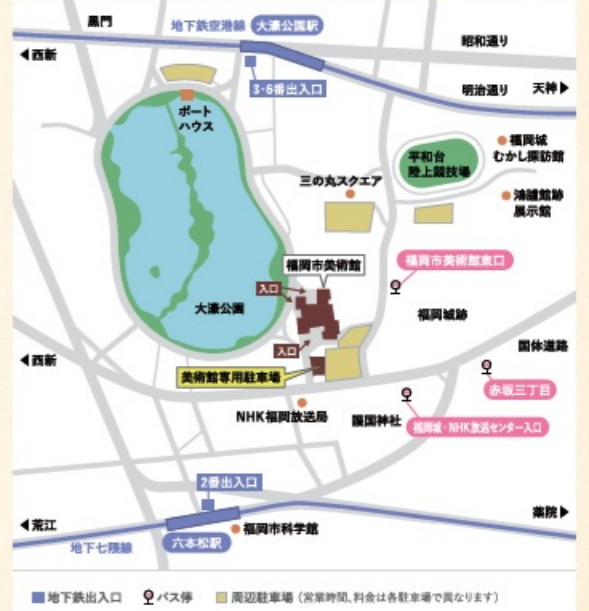 黒門
地下鉄空港線
大濠公園駅
昭和通り
◀西新
3・6番出入口
明治通り
天神▶
ボート
ハウス
平和台
陸上競技場
福岡城
むかし探訪館
三の丸スクエア
鴻臚館跡
展示館
福岡市美術館
福岡市美術館東口
入口
大濠公園
福岡城跡
入口
国体道路
◀西新
美術館専用駐車場
赤坂三丁目
NHK福岡放送局
護国神社
福岡城・NHK放送センター入口
2番出入口
薬院▶
◀荒江
福岡市科学館
地下七隈線
六本松駅
地下鉄出入口
バス停
周辺駐車場（営業時間、料金は各駐車場で異なります）